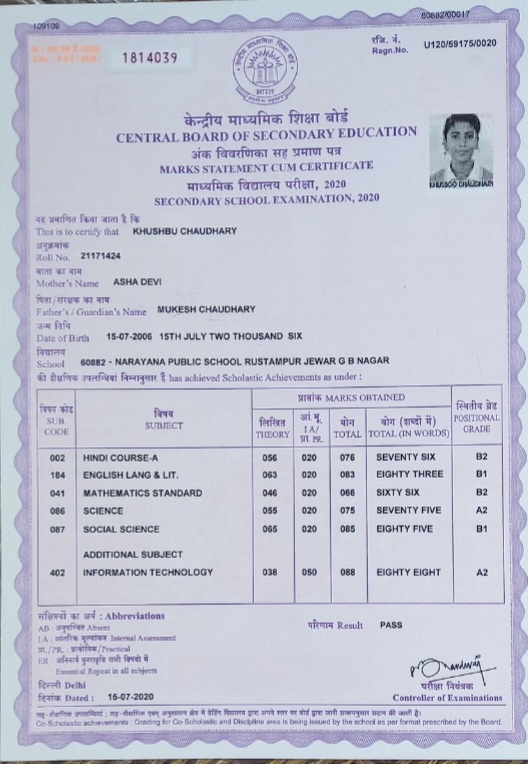 109109
60882/00017
1814039
रजि. नं.
Regn.No. U120/59175/0020
भारत
केन्द्रीय माध्यमिक शिक्षा बोर्ड
CENTRAL BOARD OF SECONDARY EDUCATION
अंक विवरणिका सह प्रमाण पत्र
MARKS STATEMENT CUM CERTIFICATE
माध्यमिक विद्यालय परीक्षा, 2020
SECONDARY SCHOOL EXAMINATION, 2020
KHUSBOO CHAUDHARY
यह प्रमाणित किया जाता है कि
This is to certify that KHUSHBU CHAUDHARY
अनुक्रमांक
Roll No. 21171424
माता का नाम
Mother's Name ASHA DEVI
पिता/संरक्षक का नाम
Father's / Guardian's Name MUKESH CHAUDHARY
जन्म तिथि
Date of Birth 15-07-2006 15TH JULY TWO THOUSAND SIX
विद्यालय
School 60882 - NARAYANA PUBLIC SCHOOL RUSTAMPUR JEWAR G B NAGAR
की शैक्षणिक उपलब्धियां निम्नानुसार हैं has achieved Scholastic Achievements as under :
प्राप्तांक MARKS OBTAINED
विषय कोड SUB. CODE विषय SUBJECT लिखित THEORY आं.मू. I A / प्रा. PR. योग TOTAL योग (शब्दों में) TOTAL (IN WORDS) स्थितीय ग्रेड POSITIONAL GRADE
002 HINDI COURSE-A 056 020 076 SEVENTY SIX B2
184 ENGLISH LANG & LIT. 063 020 083 EIGHTY THREE B1
041 MATHEMATICS STANDARD 046 020 066 SIXTY SIX B2
086 SCIENCE 055 020 075 SEVENTY FIVE A2
087 SOCIAL SCIENCE 065 020 085 EIGHTY FIVE B1
ADDITIONAL SUBJECT
402 INFORMATION TECHNOLOGY 038 050 088 EIGHTY EIGHT A2
संक्षिप्तियों का अर्थ : Abbreviations
AB : अनुपस्थित Absent
परिणाम Result PASS
I A : आंतरिक मूल्यांकन Internal Assessment
प्रा./PR. : प्रायोगिक/Practical
ER : अनिवार्य पुनरावृत्ति सभी विषयों में
Essential Repeat in all subjects
दिल्ली Delhi
दिनांक Dated : 15-07-2020
परीक्षा नियंत्रक
Controller of Examinations
सह-शैक्षणिक उपलब्धियां : सह-शैक्षणिक एवम् अनुशासन क्षेत्र में ग्रेडिंग विद्यालय द्वारा अपने स्तर पर बोर्ड द्वारा जारी प्रारूपानुसार प्रदान की जाती है।
Co-Scholastic achievements : Grading for Co-Scholastic and Discipline area is being issued by the school as per format prescribed by the Board.